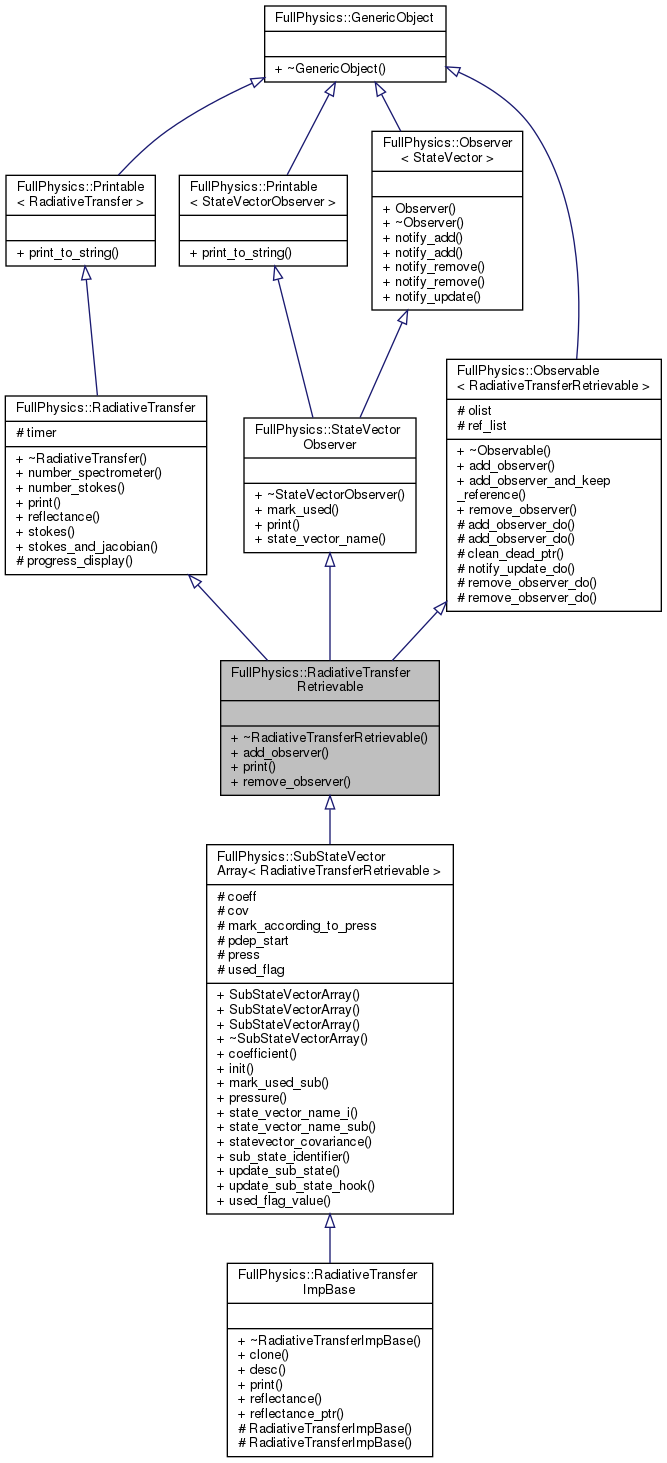 FullPhysics::GenericObject
+ ~GenericObject()
FullPhysics::Printable
< RadiativeTransfer >
+ print_to_string()
FullPhysics::Printable
< StateVectorObserver >
+ print_to_string()
FullPhysics::Observer
< StateVector >
+ Observer()
+ ~Observer()
+ notify_add()
+ notify_add()
+ notify_remove()
+ notify_remove()
+ notify_update()
FullPhysics::Observable
< RadiativeTransferRetrievable >
# olist
# ref_list
+ ~Observable()
+ add_observer()
+ add_observer_and_keep
_reference()
+ remove_observer()
# add_observer_do()
# add_observer_do()
# clean_dead_ptr()
# notify_update_do()
# remove_observer_do()
# remove_observer_do()
FullPhysics::RadiativeTransfer
# timer
+ ~RadiativeTransfer()
+ number_spectrometer()
+ number_stokes()
+ print()
+ reflectance()
+ stokes()
+ stokes_and_jacobian()
# progress_display()
FullPhysics::StateVector
Observer
+ ~StateVectorObserver()
+ mark_used()
+ print()
+ state_vector_name()
FullPhysics::RadiativeTransfer
Retrievable
+ ~RadiativeTransferRetrievable()
+ add_observer()
+ print()
+ remove_observer()
FullPhysics::SubStateVector
Array< RadiativeTransferRetrievable >
# coeff
# cov
# mark_according_to_press
# pdep_start
# press
# used_flag
+ SubStateVectorArray()
+ SubStateVectorArray()
+ SubStateVectorArray()
+ ~SubStateVectorArray()
+ coefficient()
+ init()
+ mark_used_sub()
+ pressure()
+ state_vector_name_i()
+ state_vector_name_sub()
+ statevector_covariance()
+ sub_state_identifier()
+ update_sub_state()
+ update_sub_state_hook()
+ used_flag_value()
FullPhysics::RadiativeTransfer
ImpBase
+ ~RadiativeTransferImpBase()
+ clone()
+ desc()
+ print()
+ reflectance()
+ reflectance_ptr()
# RadiativeTransferImpBase()
# RadiativeTransferImpBase()